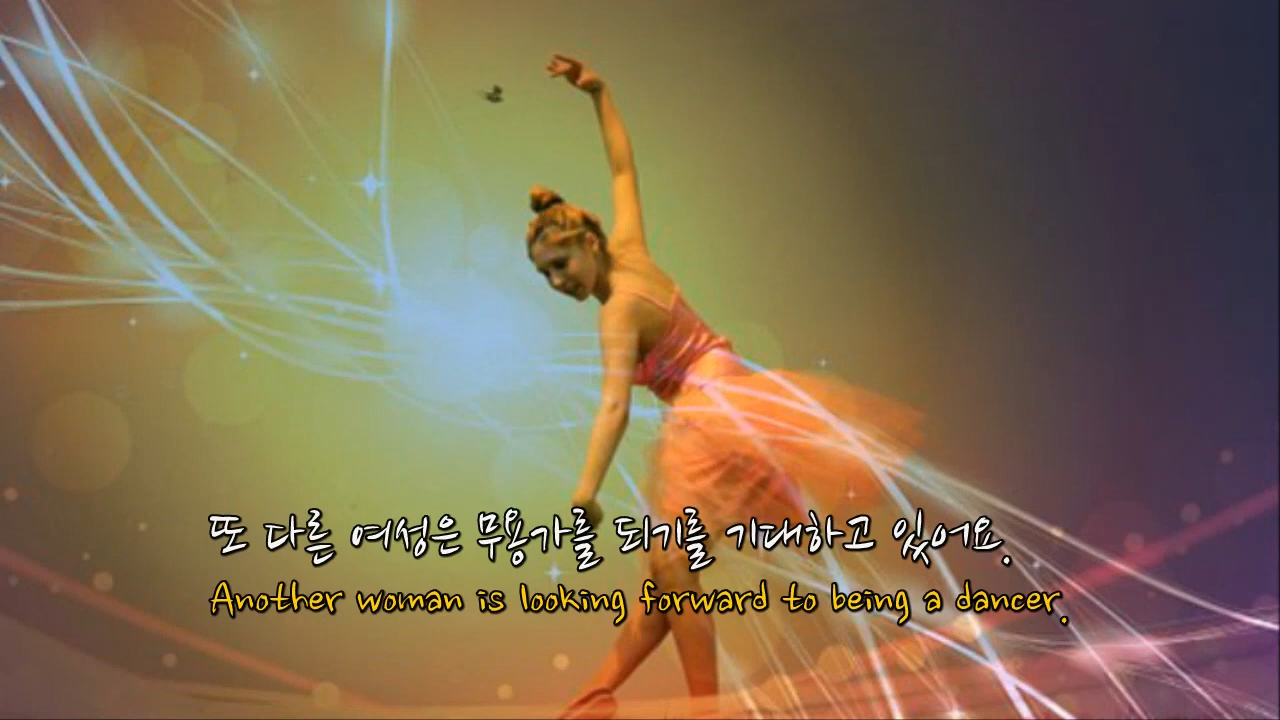 또 다른 여성은 무용가를 되기를 기대하고 있어요.
Another woman is looking forward to being a dancer.